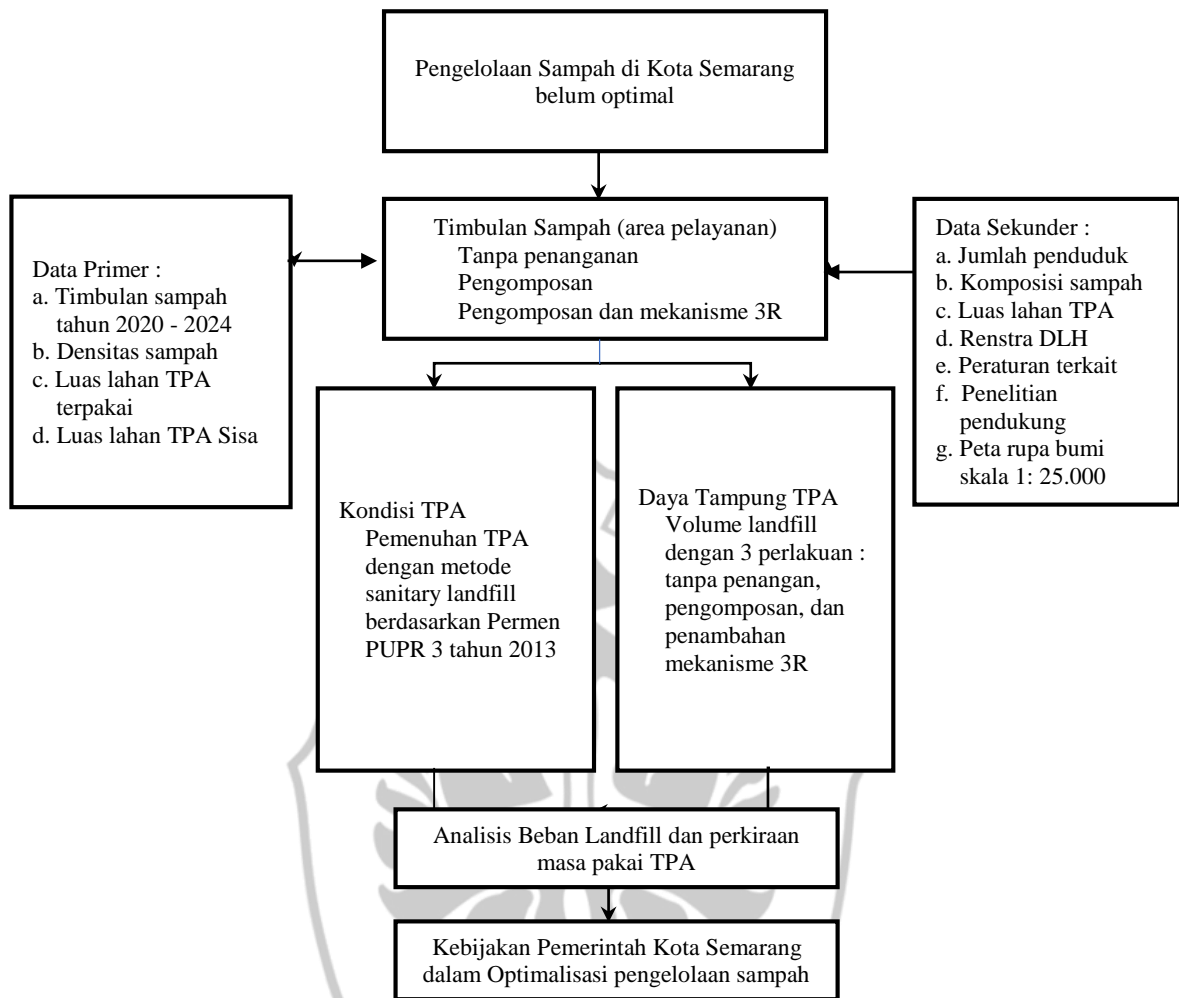 Pengelolaan Sampah di Kota Semarang
belum optimal
Data Primer :
a. Timbulan sampah
tahun 2020 - 2024
b. Densitas sampah
c. Luas lahan TPA
terpakai
d. Luas lahan TPA Sisa
Timbulan Sampah (area pelayanan)
Tanpa penanganan
Pengomposan
Pengomposan dan mekanisme 3R
Data Sekunder :
a. Jumlah penduduk
b. Komposisi sampah
c. Luas lahan TPA
d. Renstra DLH
e. Peraturan terkait
f. Penelitian
pendukung
g. Peta rupa bumi
skala 1: 25.000
Kondisi TPA
Pemenuhan TPA
dengan metode
sanitary landfill
berdasarkan Permen
PUPR 3 tahun 2013
Daya Tampung TPA
Volume landfill
dengan 3 perlakuan :
tanpa penangan,
pengomposan, dan
penambahan
mekanisme 3R
Analisis Beban Landfill dan perkiraan
masa pakai TPA
Kebijakan Pemerintah Kota Semarang
dalam Optimalisasi pengelolaan sampah